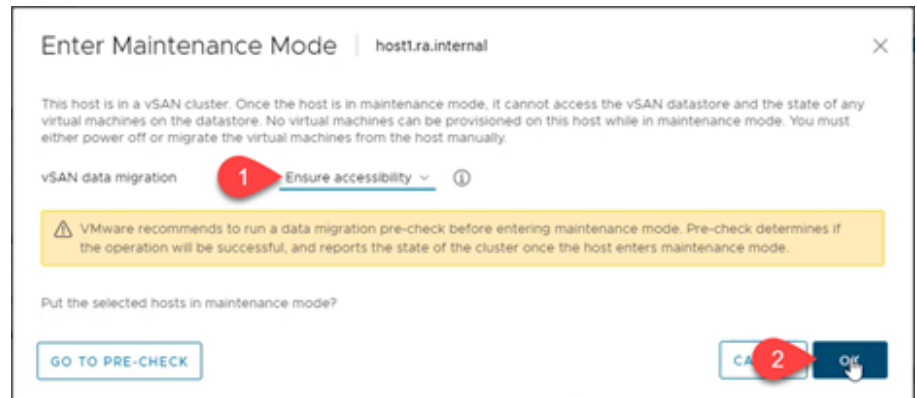 Enter Maintenance Mode | host1.ra.internal
This host is in a vSAN cluster. Once the host is in maintenance mode, it cannot access the vSAN datastore and the state of any
virtual machines on the datastore. No virtual machines can be provisioned on this host while in maintenance mode. You must
either power off or migrate the virtual machines from the host manually.
vSAN data migration 1 Ensure accessibility
VMware recommends to run a data migration pre-check before entering maintenance mode. Pre-check determines if
the operation will be successful, and reports the state of the cluster once the host enters maintenance mode.
Put the selected hosts in maintenance mode?
GO TO PRE-CHECK CA 2 OK